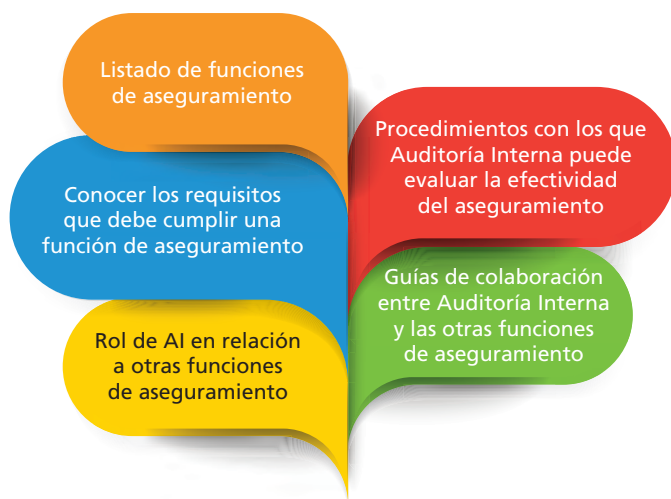 Listado de funciones
de aseguramiento
Procedimientos con los que
Auditoría Interna puede
evaluar la efectividad
del aseguramiento
Conocer los requisitos
que debe cumplir una
función de aseguramiento
Guías de colaboración
entre Auditoría Interna
y las otras funciones
de aseguramiento
Rol de AI en relación
a otras funciones
de aseguramiento